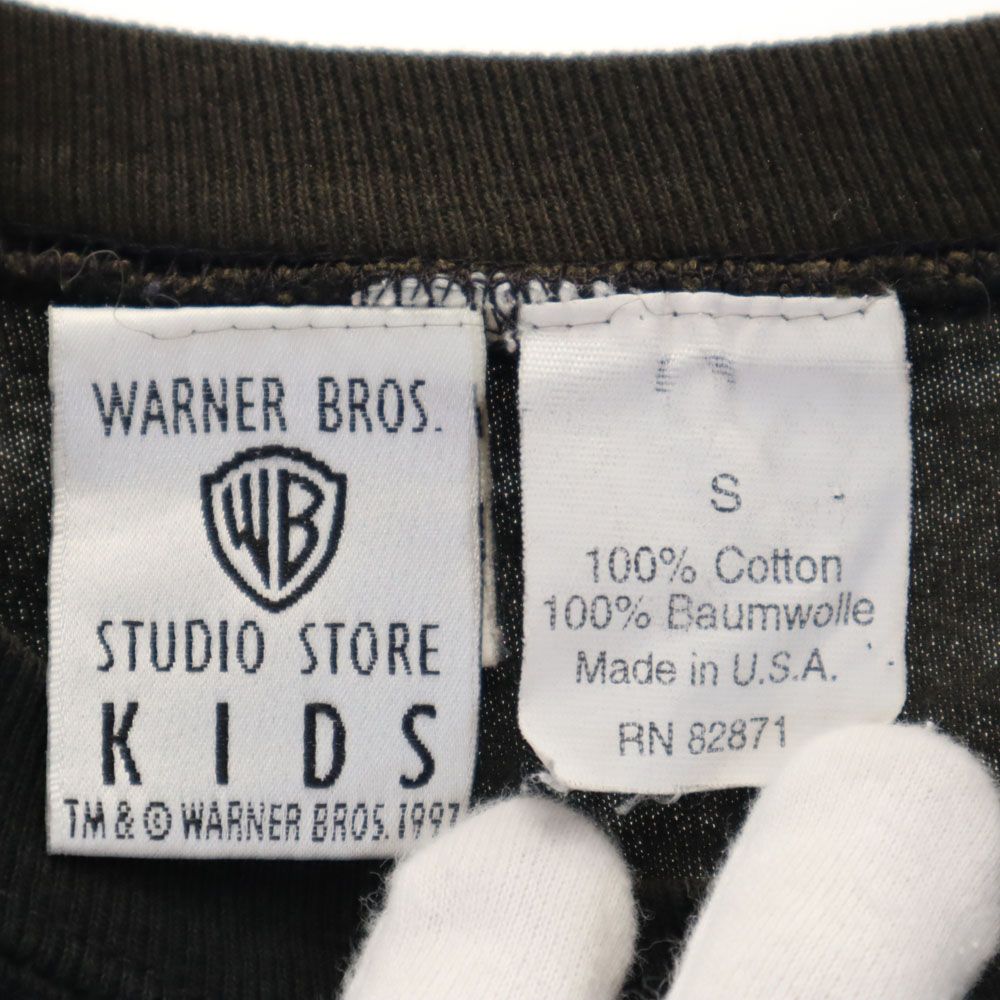 WARNER BROS.
WB
STUDIO STORE
KIDS
TM & © WARNER BROS. 1997
S
100% Cotton
100% Baumwolle
Made in U.S.A.
RN 82871